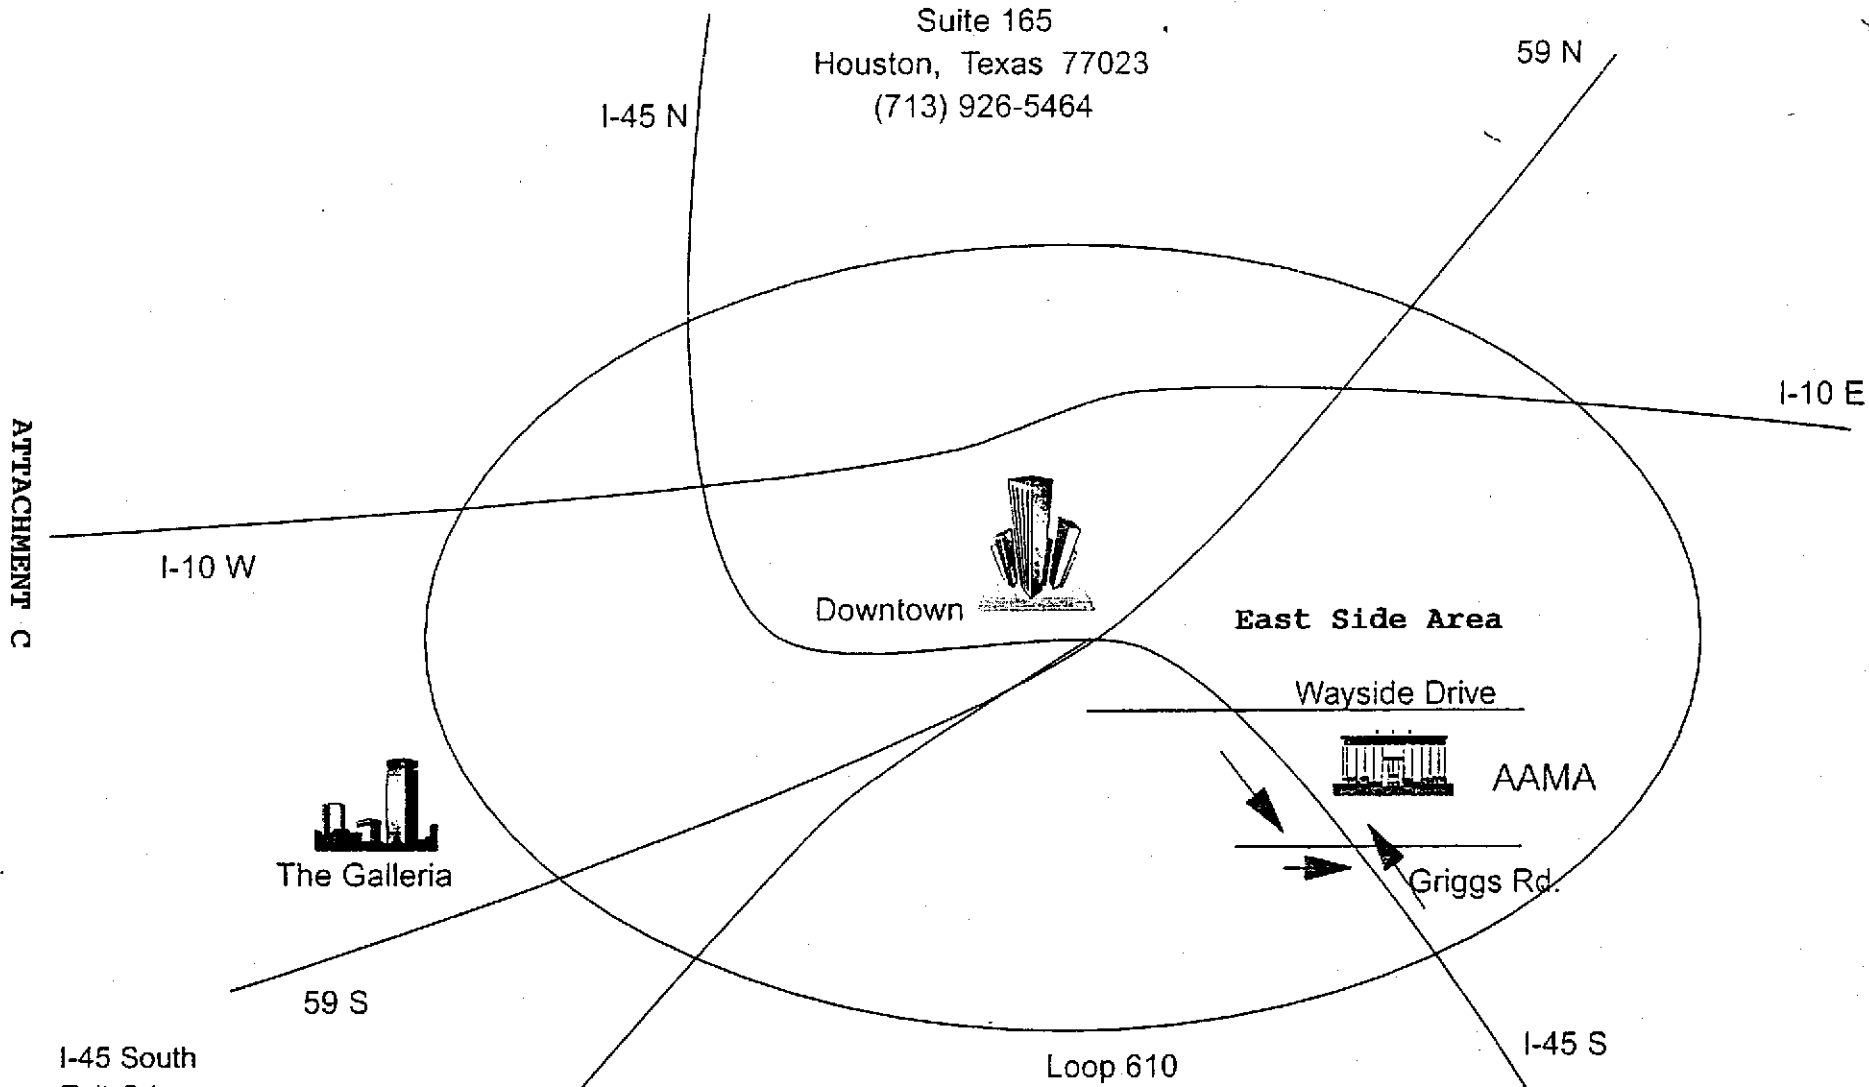 Suite 165
Houston, Texas 77023
(713) 926-5464
59 N
I-45 N
I-10 E
ATTACHMENT C
I-10 W
Downtown
East Side Area
Wayside Drive
AAMA
The Galleria
Griggs Rd.
59 S
I-45 S
I-45 South
Loop 610